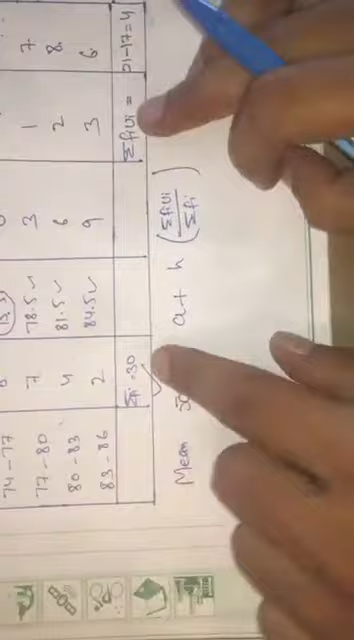 74-77
77-80 7 78.5✓ 3 1 7
80-83 4 81.5✓ 6 2 8
83-86 2 84.5✓ 9 3 6
Σfi=30 Σfiui = 21-17=4
Mean a + h (Σfiui/Σfi)